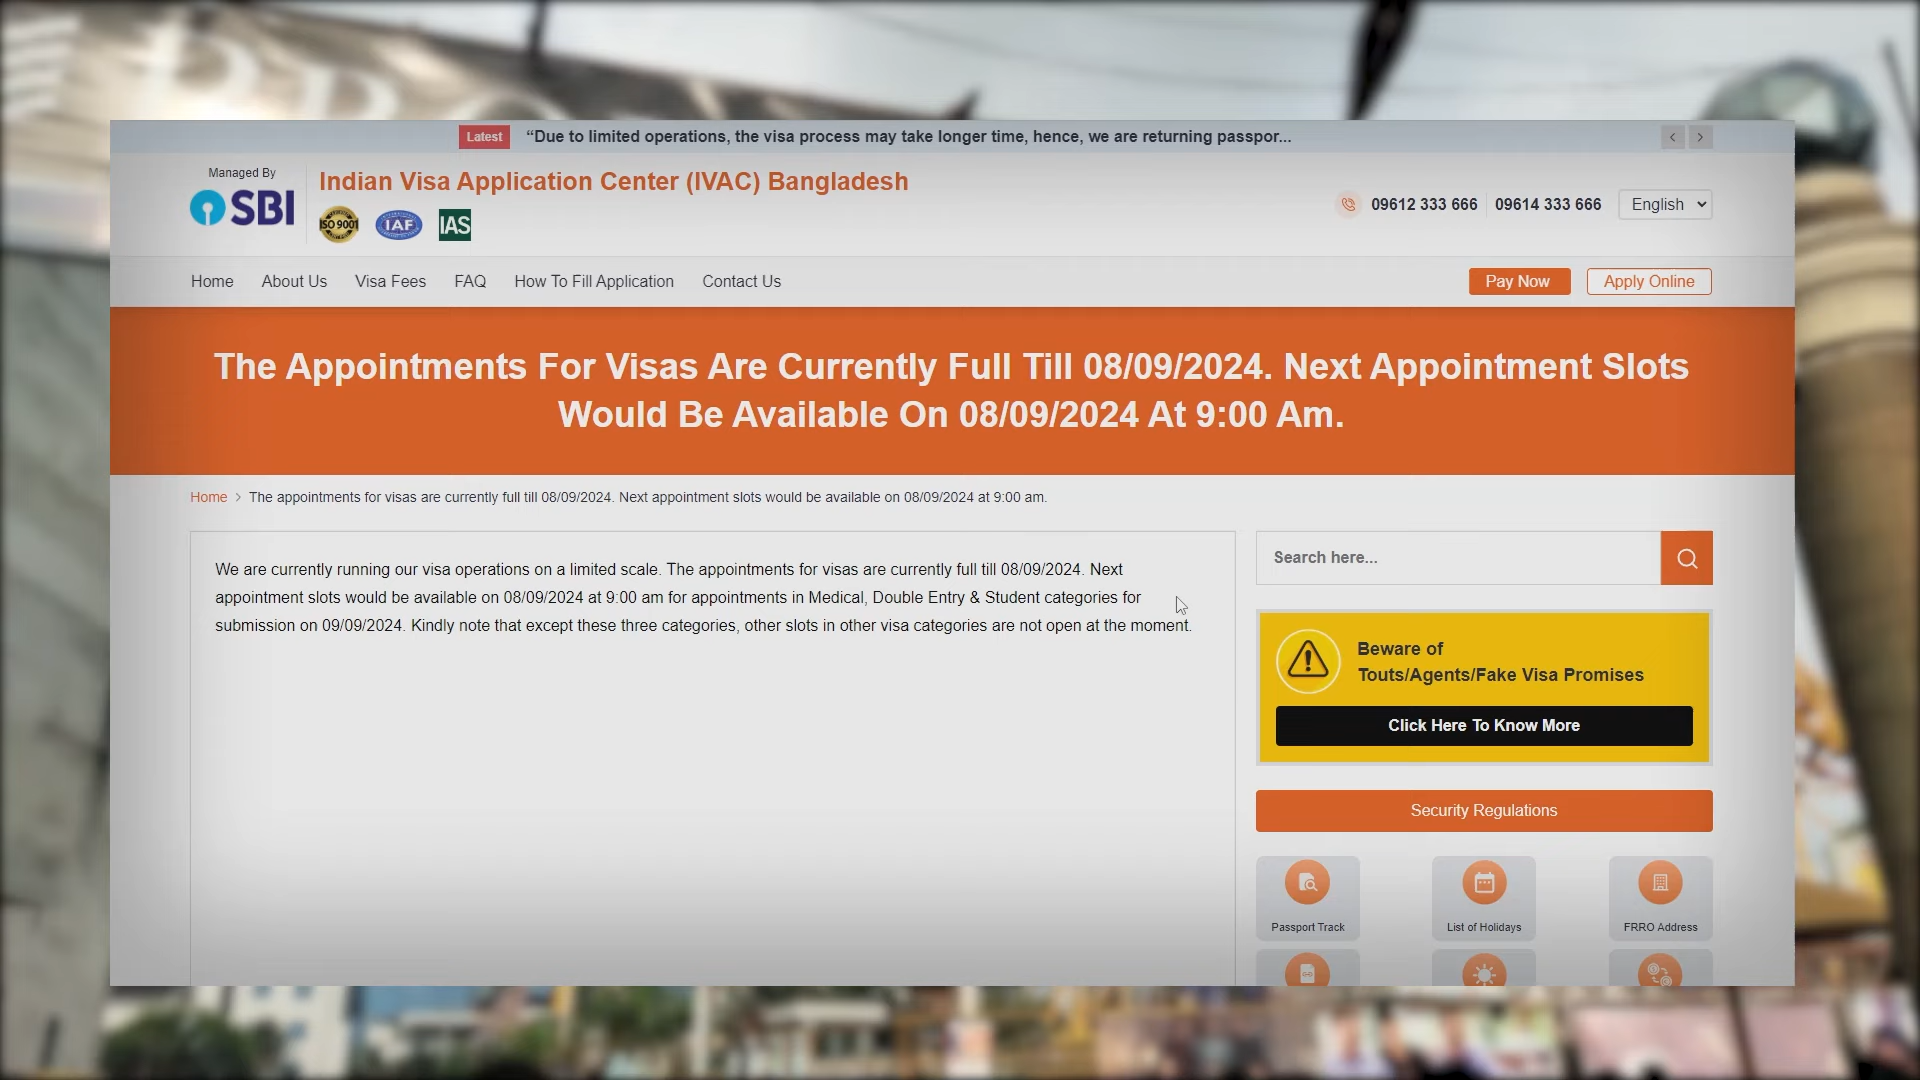 Latest “Due to limited operations, the visa process may take longer time, hence, we are returning passpor...
Managed By
SBI
Indian Visa Application Center (IVAC) Bangladesh
ISO 9001 IAF IAS
09612 333 666 09614 333 666 English
Home About Us Visa Fees FAQ How To Fill Application Contact Us Pay Now Apply Online
The Appointments For Visas Are Currently Full Till 08/09/2024. Next Appointment Slots
Would Be Available On 08/09/2024 At 9:00 Am.
Home > The appointments for visas are currently full till 08/09/2024. Next appointment slots would be available on 08/09/2024 at 9:00 am.
We are currently running our visa operations on a limited scale. The appointments for visas are currently full till 08/09/2024. Next
appointment slots would be available on 08/09/2024 at 9:00 am for appointments in Medical, Double Entry & Student categories for
submission on 09/09/2024. Kindly note that except these three categories, other slots in other visa categories are not open at the moment.
Search here...
Beware of
Touts/Agents/Fake Visa Promises
Click Here To Know More
Security Regulations
Passport Track List of Holidays FRRO Address